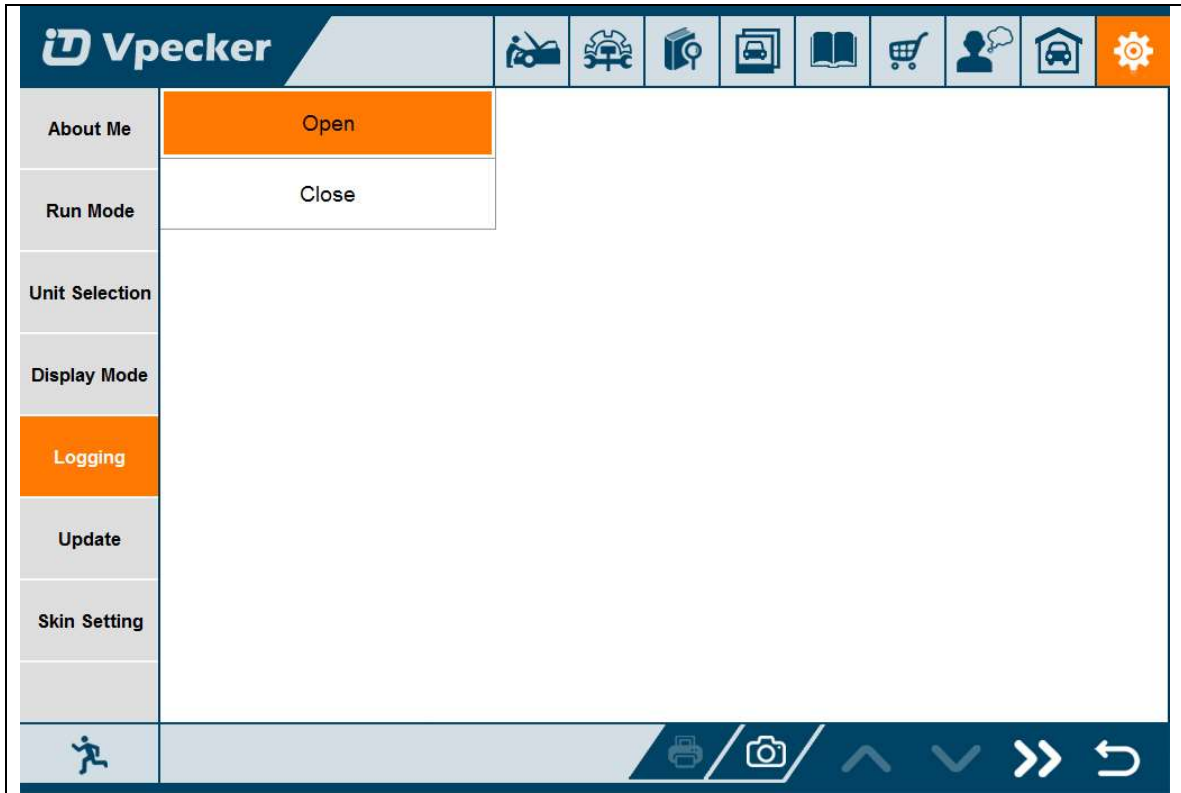 Vpecker
About Me
Open
Run Mode
Close
Unit Selection
Display Mode
Logging
Update
Skin Setting